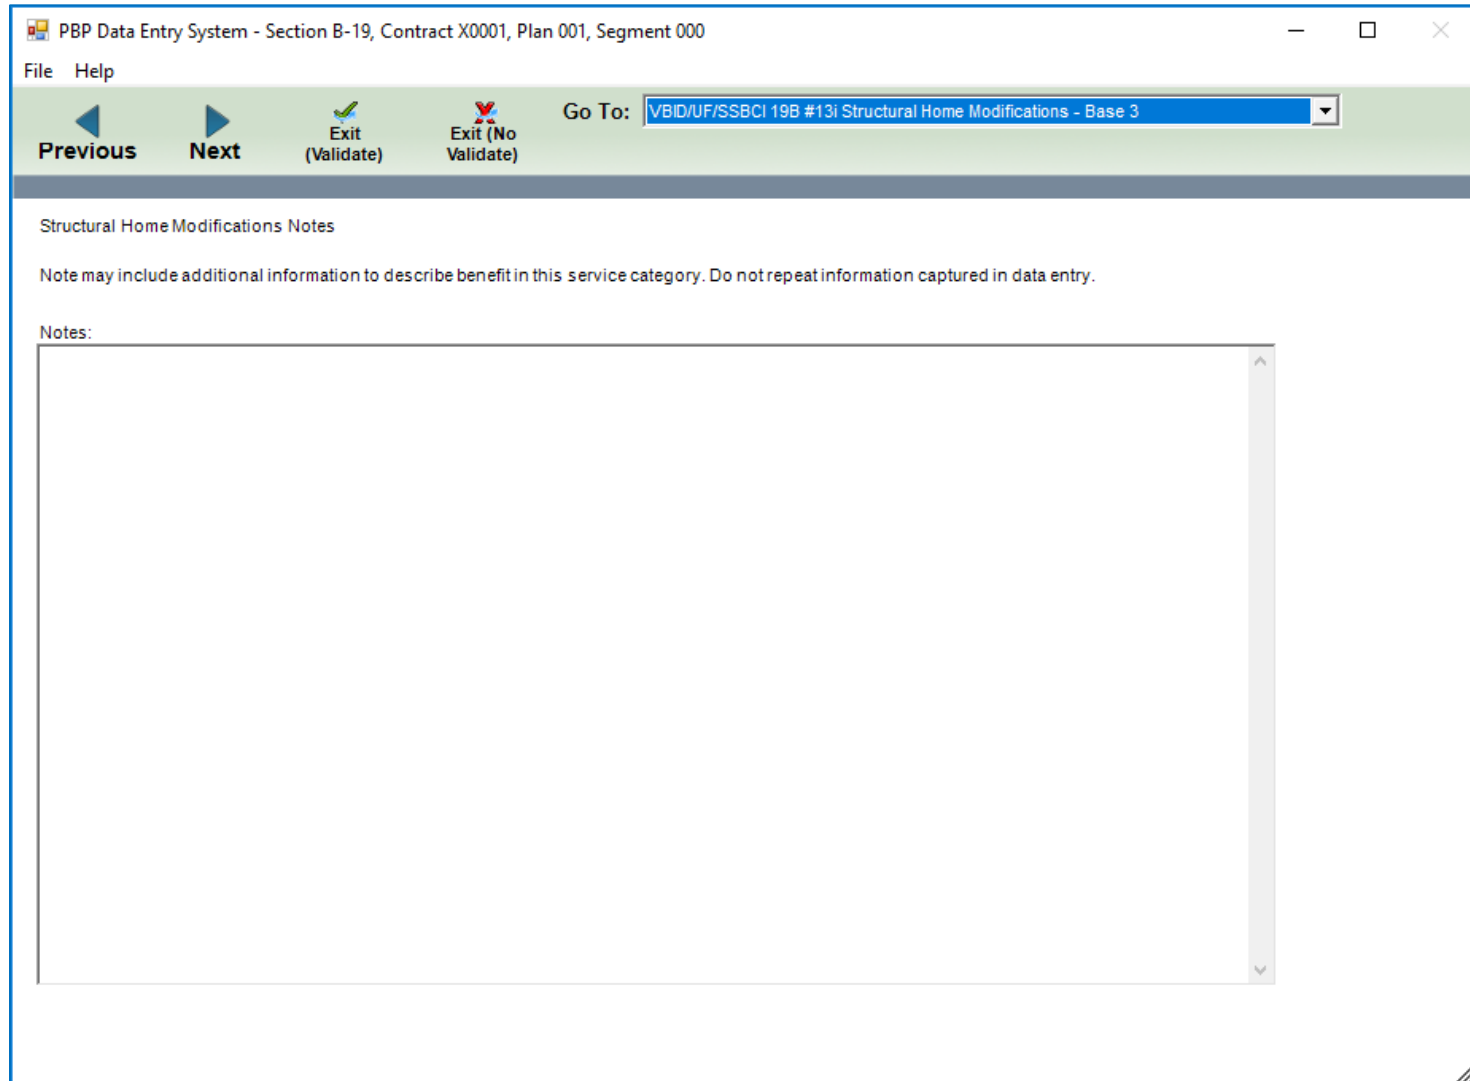 PBP Data Entry System - Section B-19, Contract X0001, Plan 001, Segment 000
File Help
Previous
Next
Exit
(Validate)
Exit (No
Validate)
Go To:
VBID/UF/SSBCI 19B #13i Structural Home Modifications - Base 3
Structural Home Modifications Notes
Note may include additional information to describe benefit in this service category. Do not repeat information captured in data entry.
Notes: